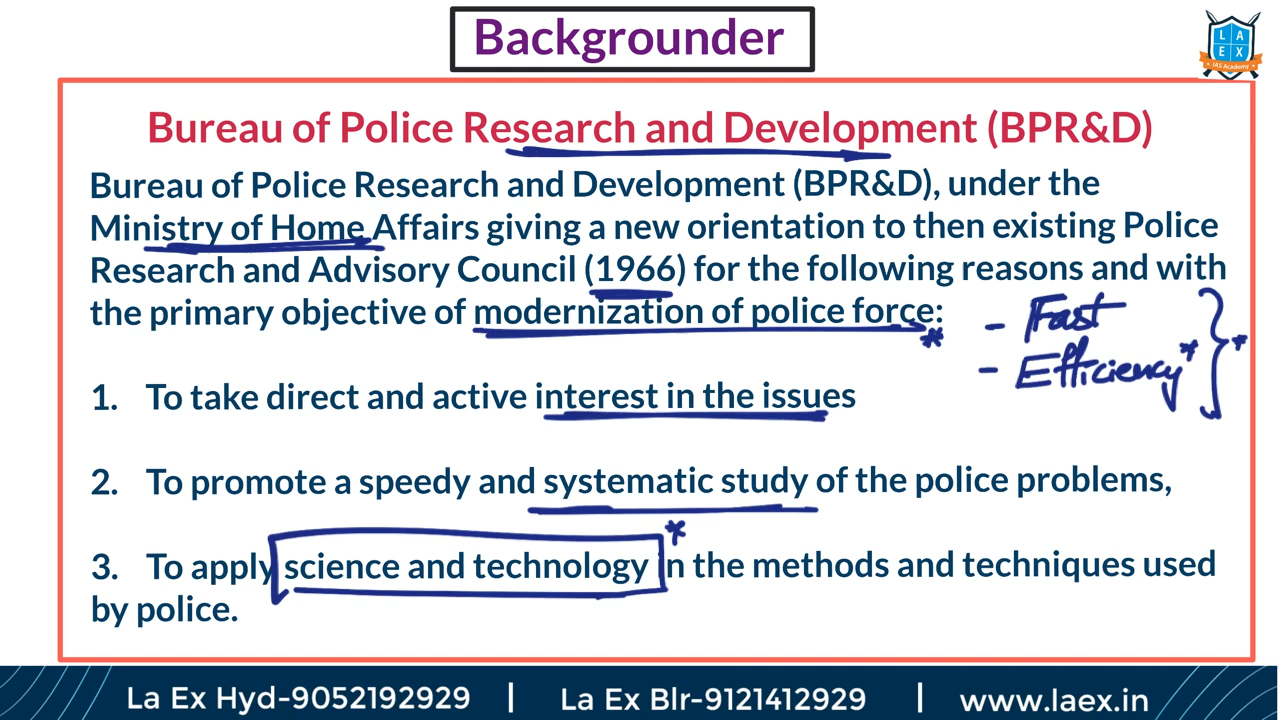 Backgrounder
LA
EX
IAS Academy
Bureau of Police Research and Development (BPR&D)
Bureau of Police Research and Development (BPR&D), under the
Ministry of Home Affairs giving a new orientation to then existing Police
Research and Advisory Council (1966) for the following reasons and with
the primary objective of modernization of police force:
- Fast
- Efficiency
1. To take direct and active interest in the issues
2. To promote a speedy and systematic study of the police problems,
3. To apply science and technology in the methods and techniques used
by police.
La Ex Hyd-9052192929 | La Ex Blr-9121412929 | www.laex.in